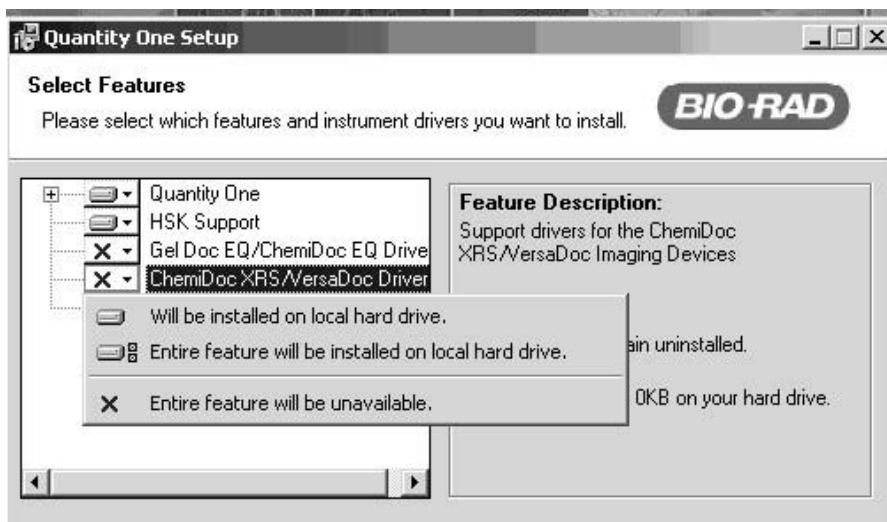 Quantity One Setup
Select Features
Please select which features and instrument drivers you want to install.
BIO-RAD
Quantity One
HSK Support
Gel Doc EQ/ChemiDoc EQ Drive
ChemiDoc XRS/VersaDoc Driver
Will be installed on local hard drive.
Entire feature will be installed on local hard drive.
Entire feature will be unavailable.
Feature Description:
Support drivers for the ChemiDoc
XRS/VersaDoc Imaging Devices
ain uninstalled.
0KB on your hard drive.